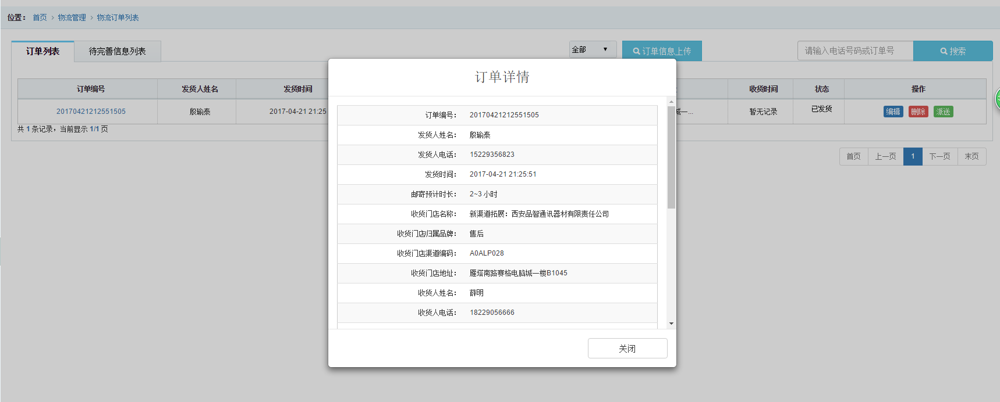 位置： 首页 > 物流管理 > 物流订单列表
订单列表 待完善信息列表 全部 订单信息上传 请输入电话号码或订单号 搜索
订单编号 发货人姓名 发货时间 收货时间 状态 操作
20170421212551505 殷瑜泰 2017-04-21 21:25 城一... 暂无记录 已发货 编辑 删除 派送
共 1 条记录，当前显示 1/1 页
首页 上一页 1 下一页 末页
订单详情
订单编号： 20170421212551505
发货人姓名： 殷瑜泰
发货人电话： 15229356823
发货时间： 2017-04-21 21:25:51
邮寄预计时长： 2~3 小时
收货门店名称： 新渠道拓展：西安品智通讯器材有限责任公司
收货门店归属品牌： 售后
收货门店渠道编码： A0ALP028
收货门店地址： 雁塔南路赛格电脑城一楼B1045
收货人姓名： 薛明
收货人电话： 18229056666
关闭